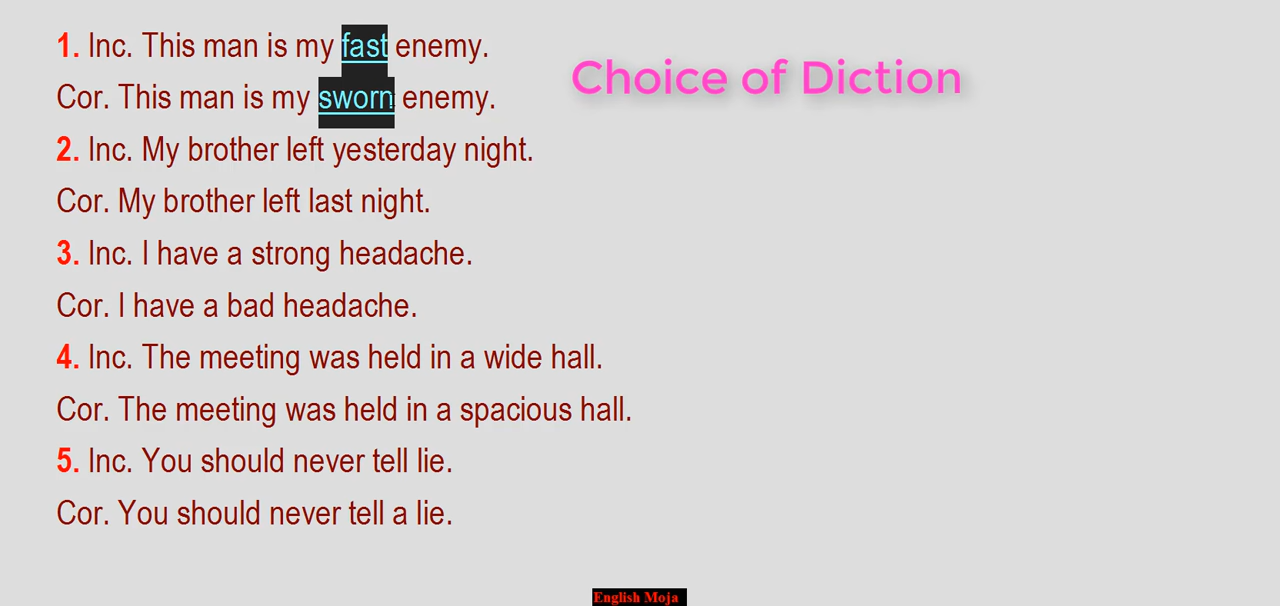 1. Inc. This man is my fast enemy.
Choice of Diction
Cor. This man is my sworn enemy.
2. Inc. My brother left yesterday night.
Cor. My brother left last night.
3. Inc. I have a strong headache.
Cor. I have a bad headache.
4. Inc. The meeting was held in a wide hall.
Cor. The meeting was held in a spacious hall.
5. Inc. You should never tell lie.
Cor. You should never tell a lie.
English Moja